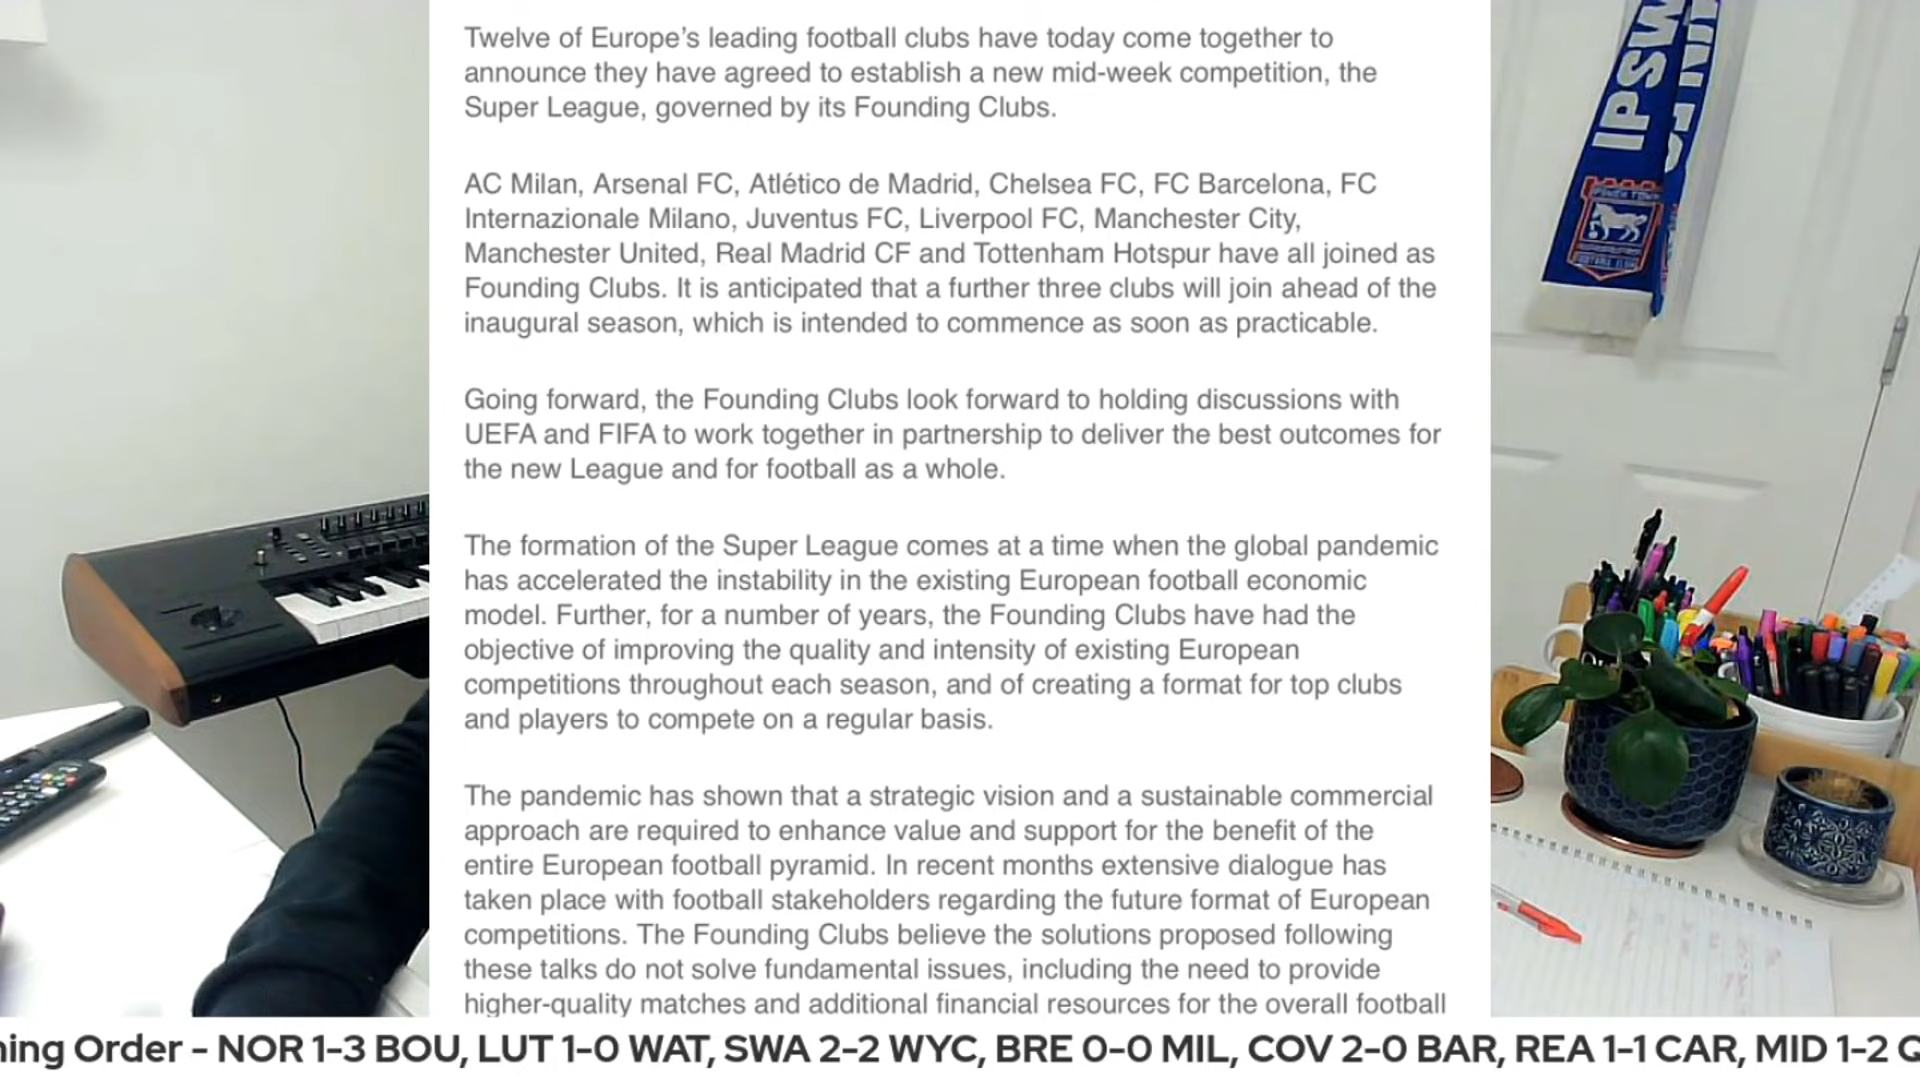 Twelve of Europe’s leading football clubs have today come together to
announce they have agreed to establish a new mid-week competition, the
Super League, governed by its Founding Clubs.
AC Milan, Arsenal FC, Atlético de Madrid, Chelsea FC, FC Barcelona, FC
Internazionale Milano, Juventus FC, Liverpool FC, Manchester City,
Manchester United, Real Madrid CF and Tottenham Hotspur have all joined as
Founding Clubs. It is anticipated that a further three clubs will join ahead of the
inaugural season, which is intended to commence as soon as practicable.
Going forward, the Founding Clubs look forward to holding discussions with
UEFA and FIFA to work together in partnership to deliver the best outcomes for
the new League and for football as a whole.
The formation of the Super League comes at a time when the global pandemic
has accelerated the instability in the existing European football economic
model. Further, for a number of years, the Founding Clubs have had the
objective of improving the quality and intensity of existing European
competitions throughout each season, and of creating a format for top clubs
and players to compete on a regular basis.
The pandemic has shown that a strategic vision and a sustainable commercial
approach are required to enhance value and support for the benefit of the
entire European football pyramid. In recent months extensive dialogue has
taken place with football stakeholders regarding the future format of European
competitions. The Founding Clubs believe the solutions proposed following
these talks do not solve fundamental issues, including the need to provide
higher-quality matches and additional financial resources for the overall football
IPSW
ning Order - NOR 1-3 BOU, LUT 1-0 WAT, SWA 2-2 WYC, BRE 0-0 MIL, COV 2-0 BAR, REA 1-1 CAR, MID 1-2 Q